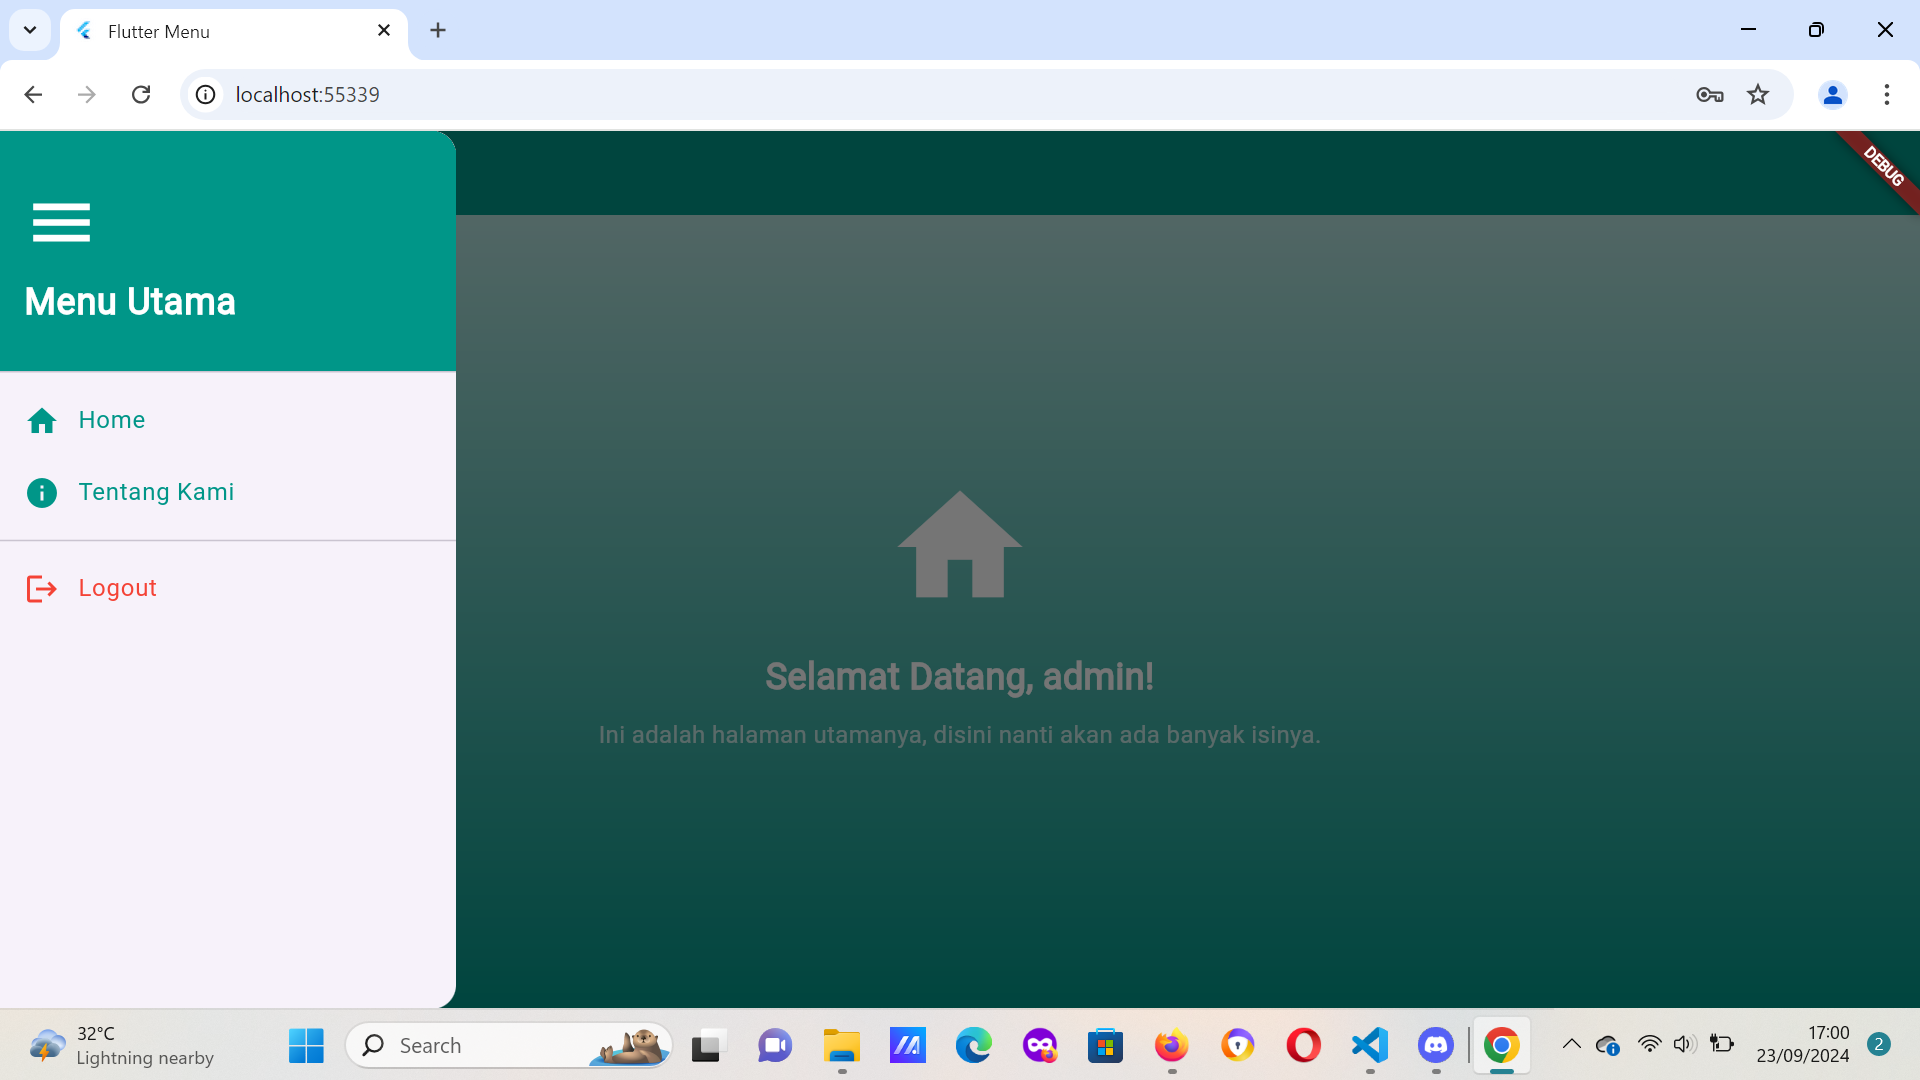 Flutter Menu
localhost:55339
DEBUG
Menu Utama
Home
Tentang Kami
Logout
Selamat Datang, admin!
Ini adalah halaman utamanya, disini nanti akan ada banyak isinya.
32°C
Lightning nearby
Search
17:00
23/09/2024
2